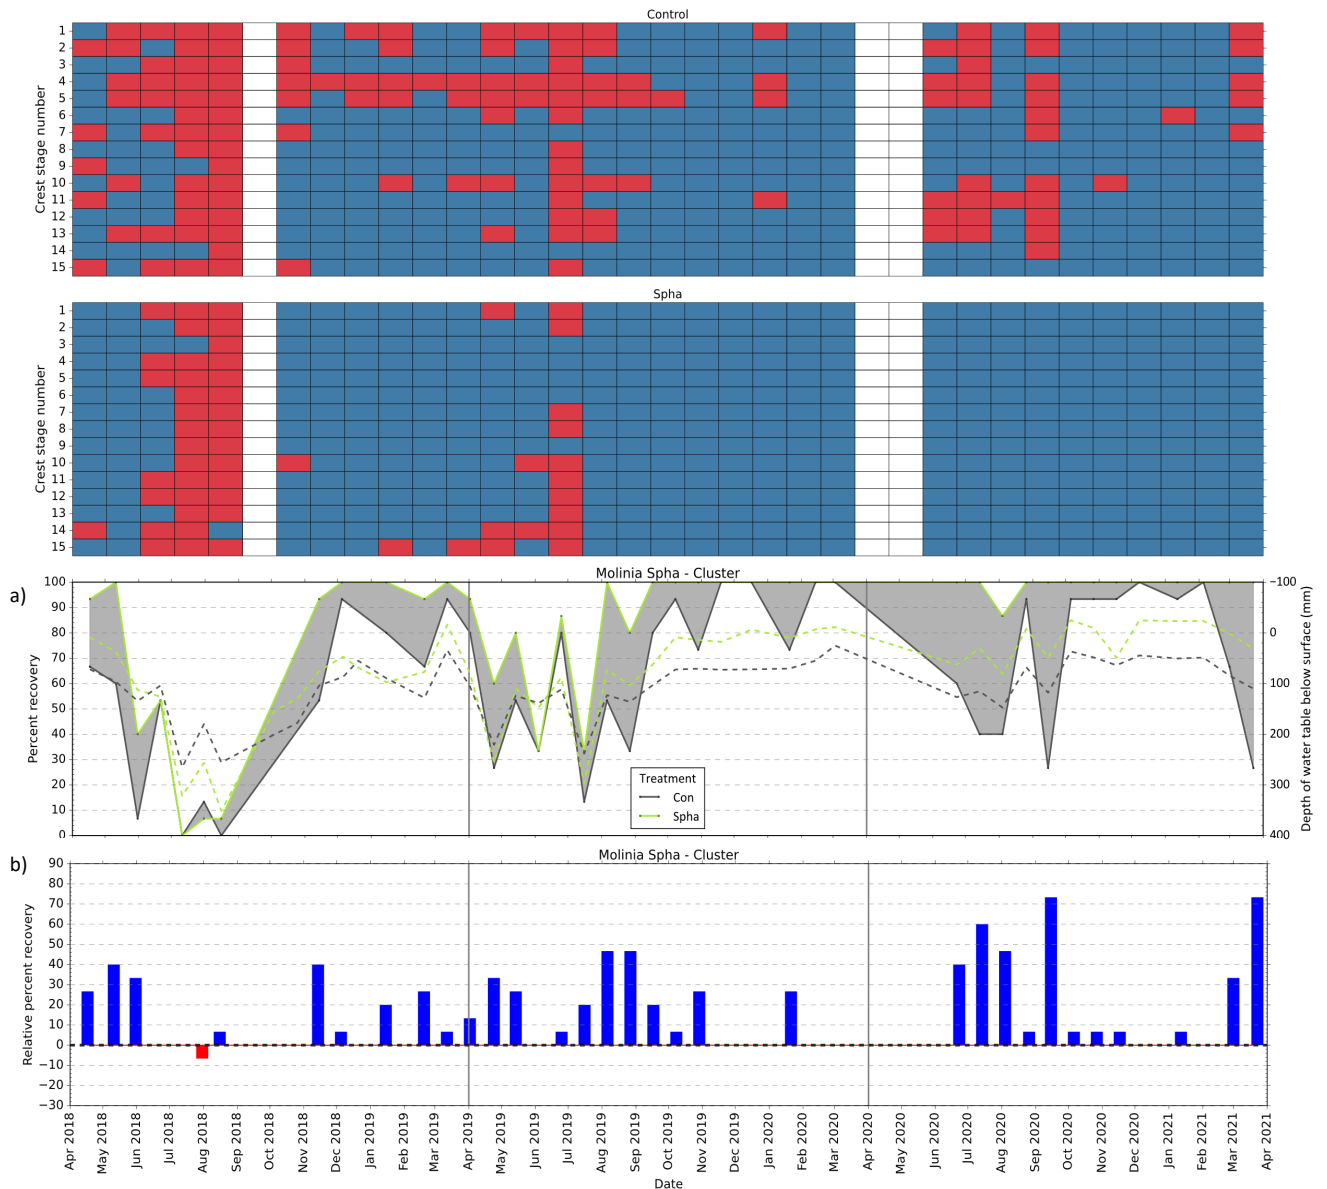 Control
Crest stage number
1
2
3
4
5
6
7
8
9
10
11
12
13
14
15
Spha
Crest stage number
1
2
3
4
5
6
7
8
9
10
11
12
13
14
15
a)
Molinia Spha - Cluster
Percent recovery
100
90
80
70
60
50
40
30
20
10
0
Treatment
Con
Spha
-100
0
100
200
300
400
Depth of water table below surface (mm)
b)
Molinia Spha - Cluster
Relative percent recovery
90
80
70
60
50
40
30
20
10
0
−10
−20
−30
Apr 2018
May 2018
Jun 2018
Jul 2018
Aug 2018
Sep 2018
Oct 2018
Nov 2018
Dec 2018
Jan 2019
Feb 2019
Mar 2019
Apr 2019
May 2019
Jun 2019
Jul 2019
Aug 2019
Sep 2019
Oct 2019
Nov 2019
Dec 2019
Jan 2020
Feb 2020
Mar 2020
Apr 2020
May 2020
Jun 2020
Jul 2020
Aug 2020
Sep 2020
Oct 2020
Nov 2020
Dec 2020
Jan 2021
Feb 2021
Mar 2021
Apr 2021
Date